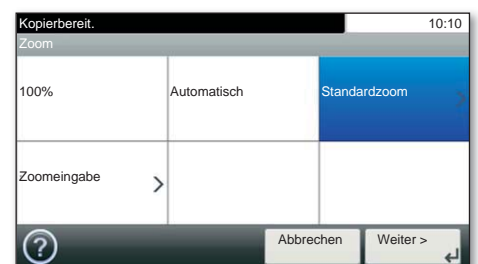 Kopierbereit. 10:10
Zoom
100% Automatisch Standardzoom
Zoomeingabe
? Abbrechen Weiter >